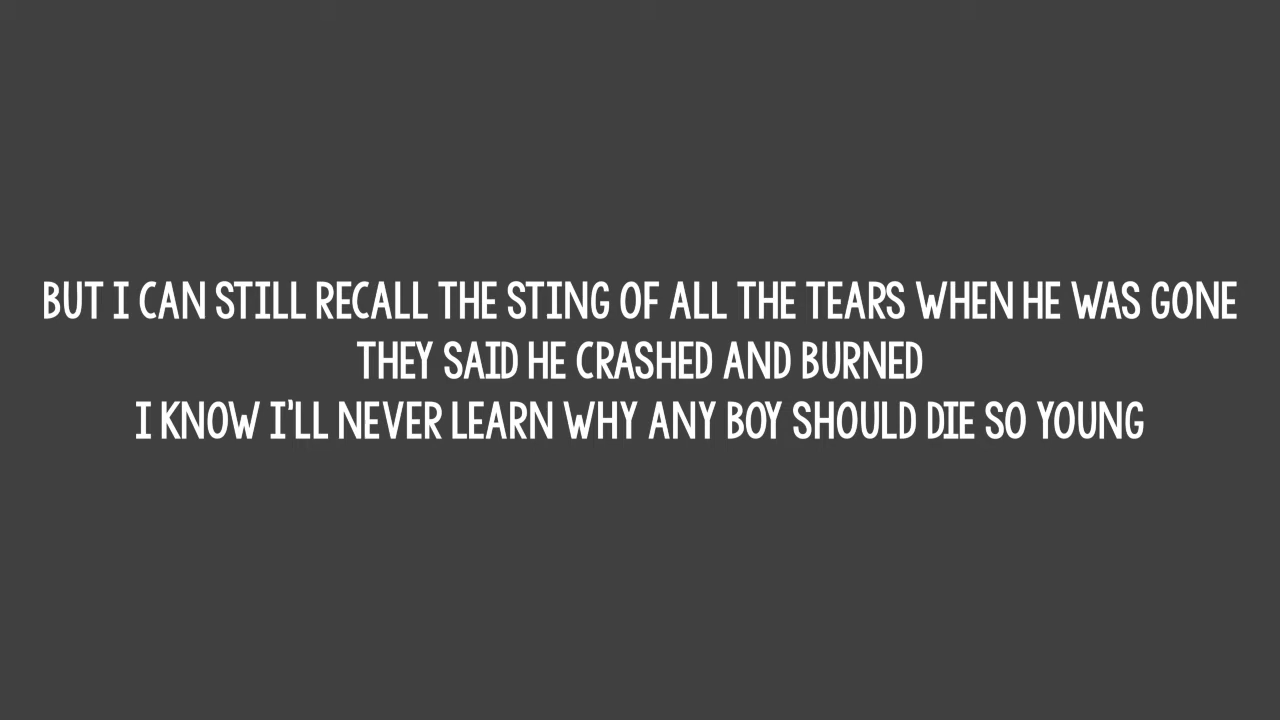 BUT I CAN STILL RECALL THE STING OF ALL THE TEARS WHEN HE WAS GONE
THEY SAID HE CRASHED AND BURNED
I KNOW I'LL NEVER LEARN WHY ANY BOY SHOULD DIE SO YOUNG